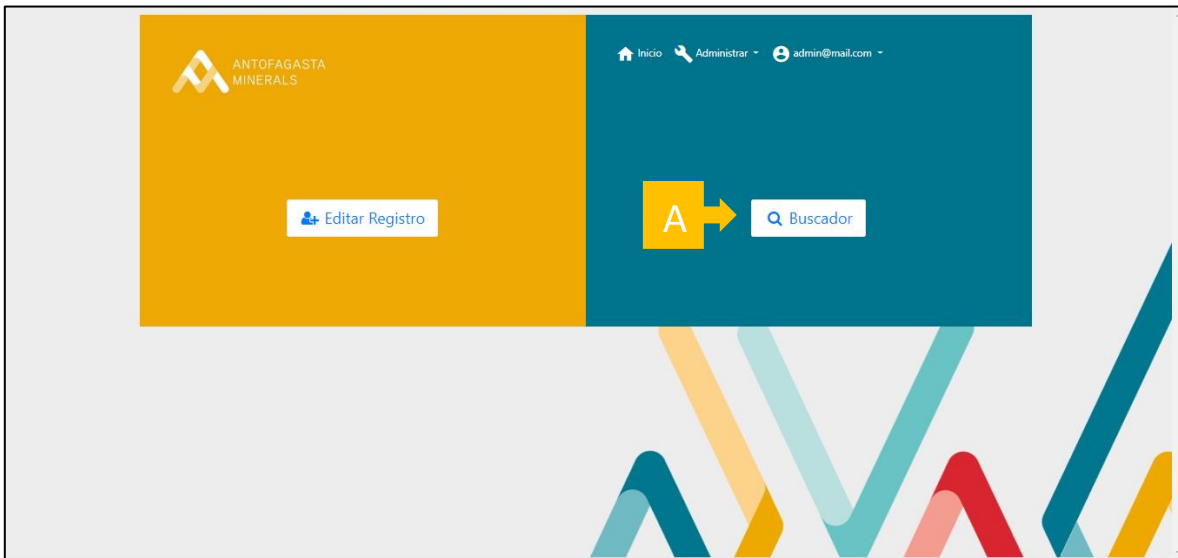 ANTOFAGASTA
MINERALS
Inicio Administrar admin@mail.com
Editar Registro
A
Buscador